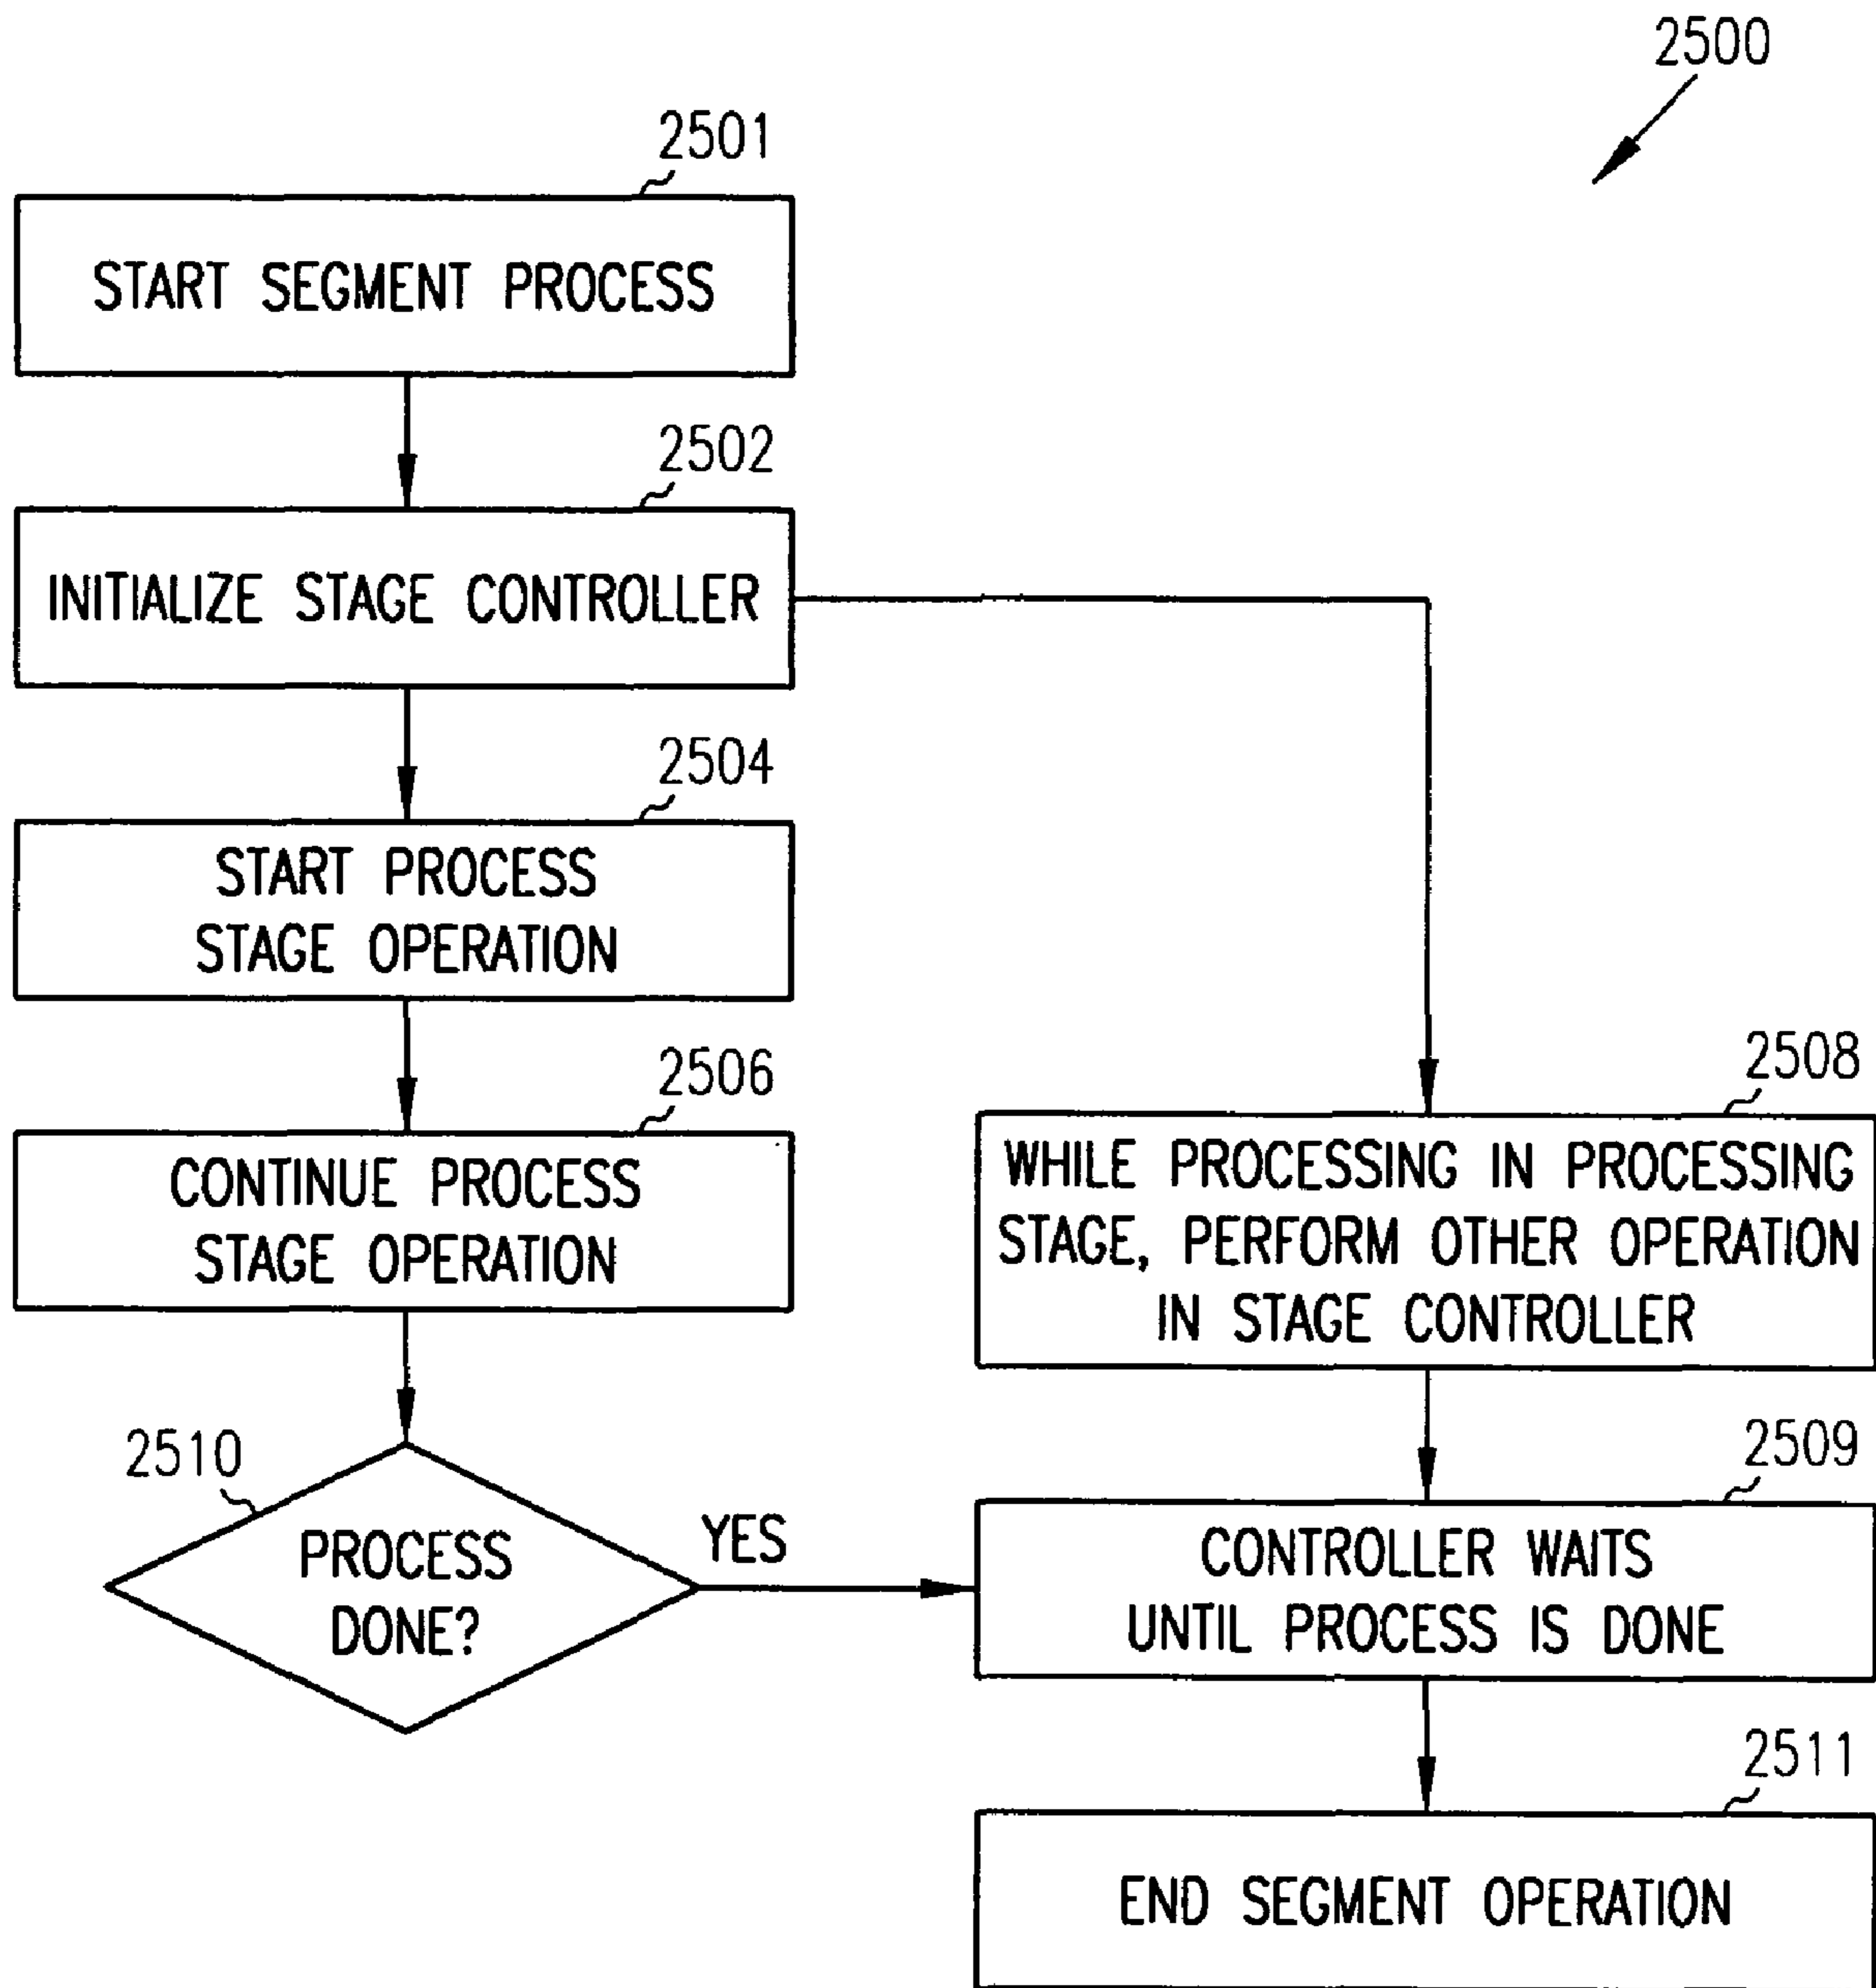 2500
2501
START SEGMENT PROCESS
2502
INITIALIZE STAGE CONTROLLER
2504
START PROCESS
STAGE OPERATION
2506
CONTINUE PROCESS
STAGE OPERATION
2508
WHILE PROCESSING IN PROCESSING
STAGE, PERFORM OTHER OPERATION
IN STAGE CONTROLLER
2510
PROCESS
DONE?
YES
2509
CONTROLLER WAITS
UNTIL PROCESS IS DONE
2511
END SEGMENT OPERATION